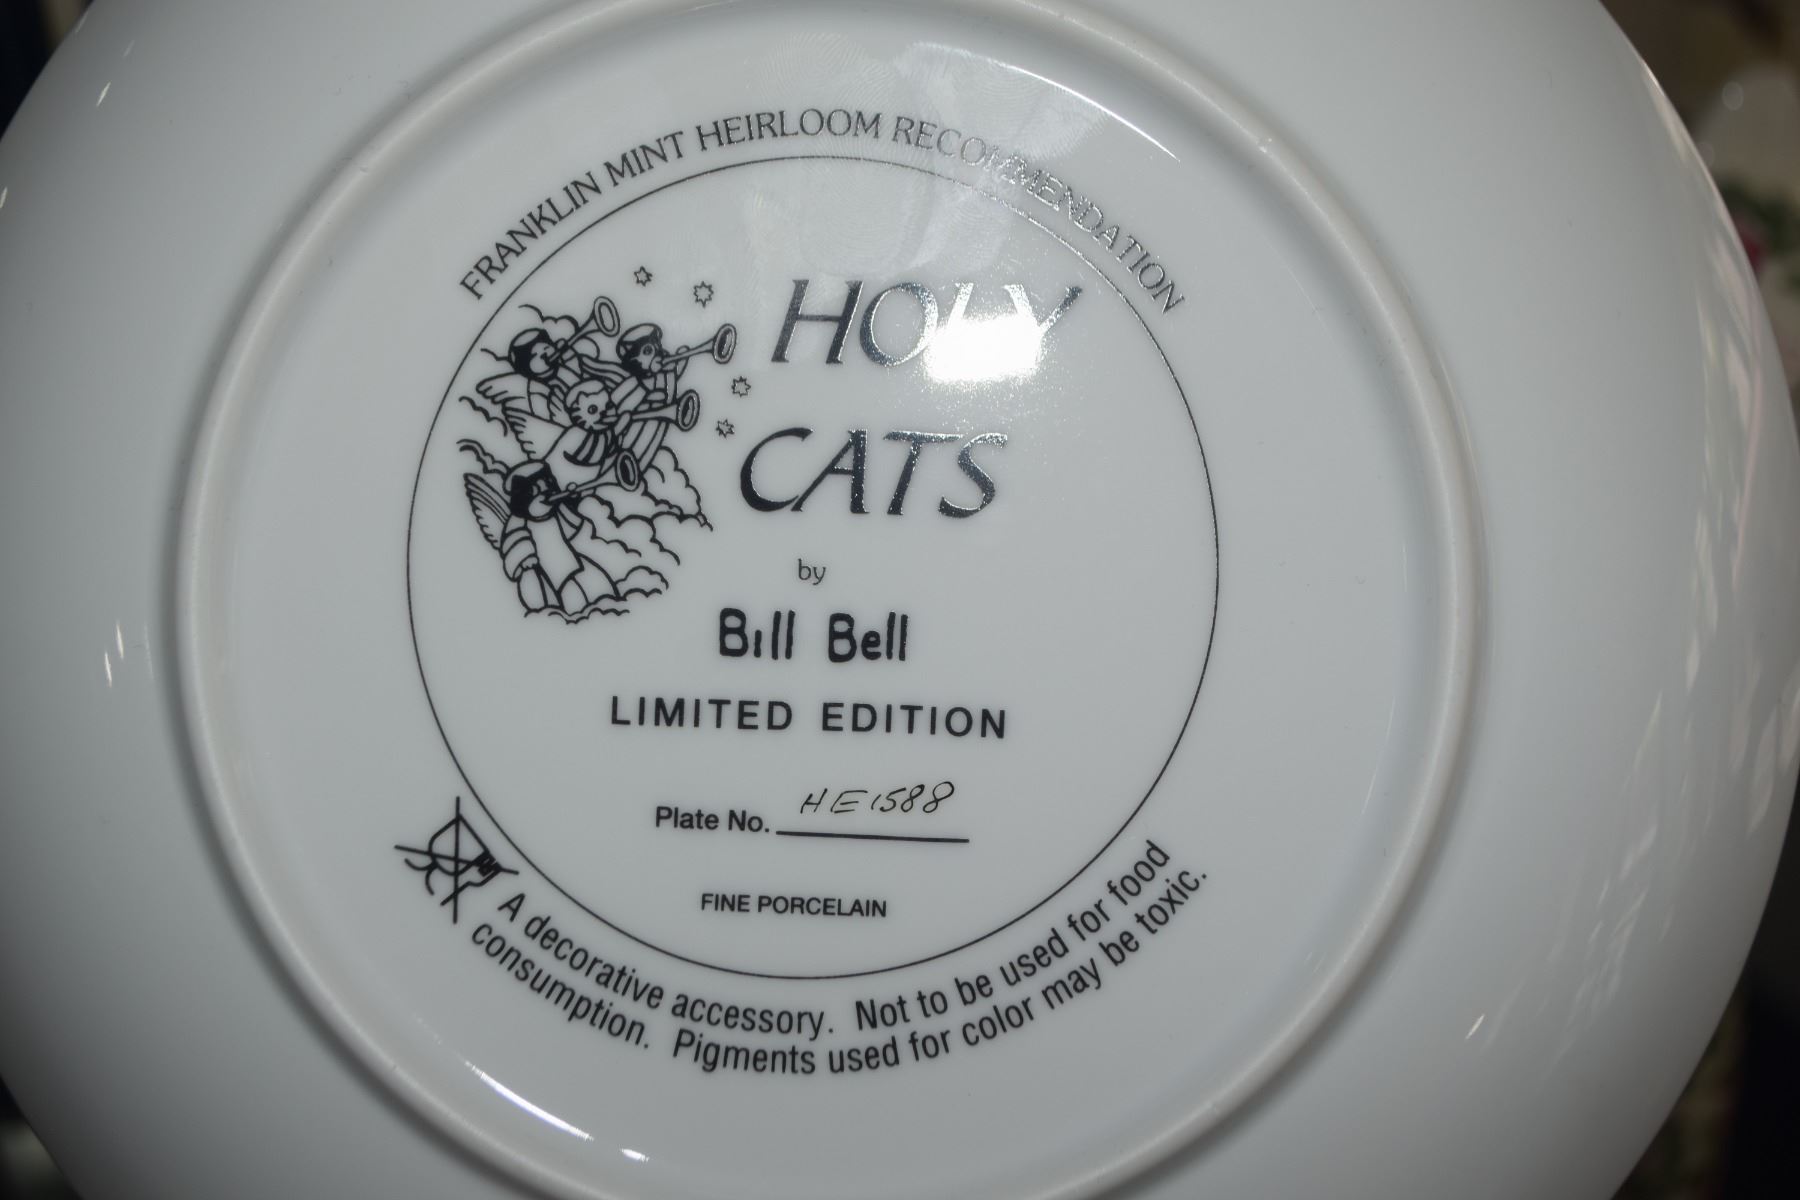 FRANKLIN MINT HEIRLOOM RECOMMENDATION
HOLY
CATS
by
Bill Bell
LIMITED EDITION
Plate No. HE1588
FINE PORCELAIN
A decorative accessory. Not to be used for food
consumption. Pigments used for color may be toxic.